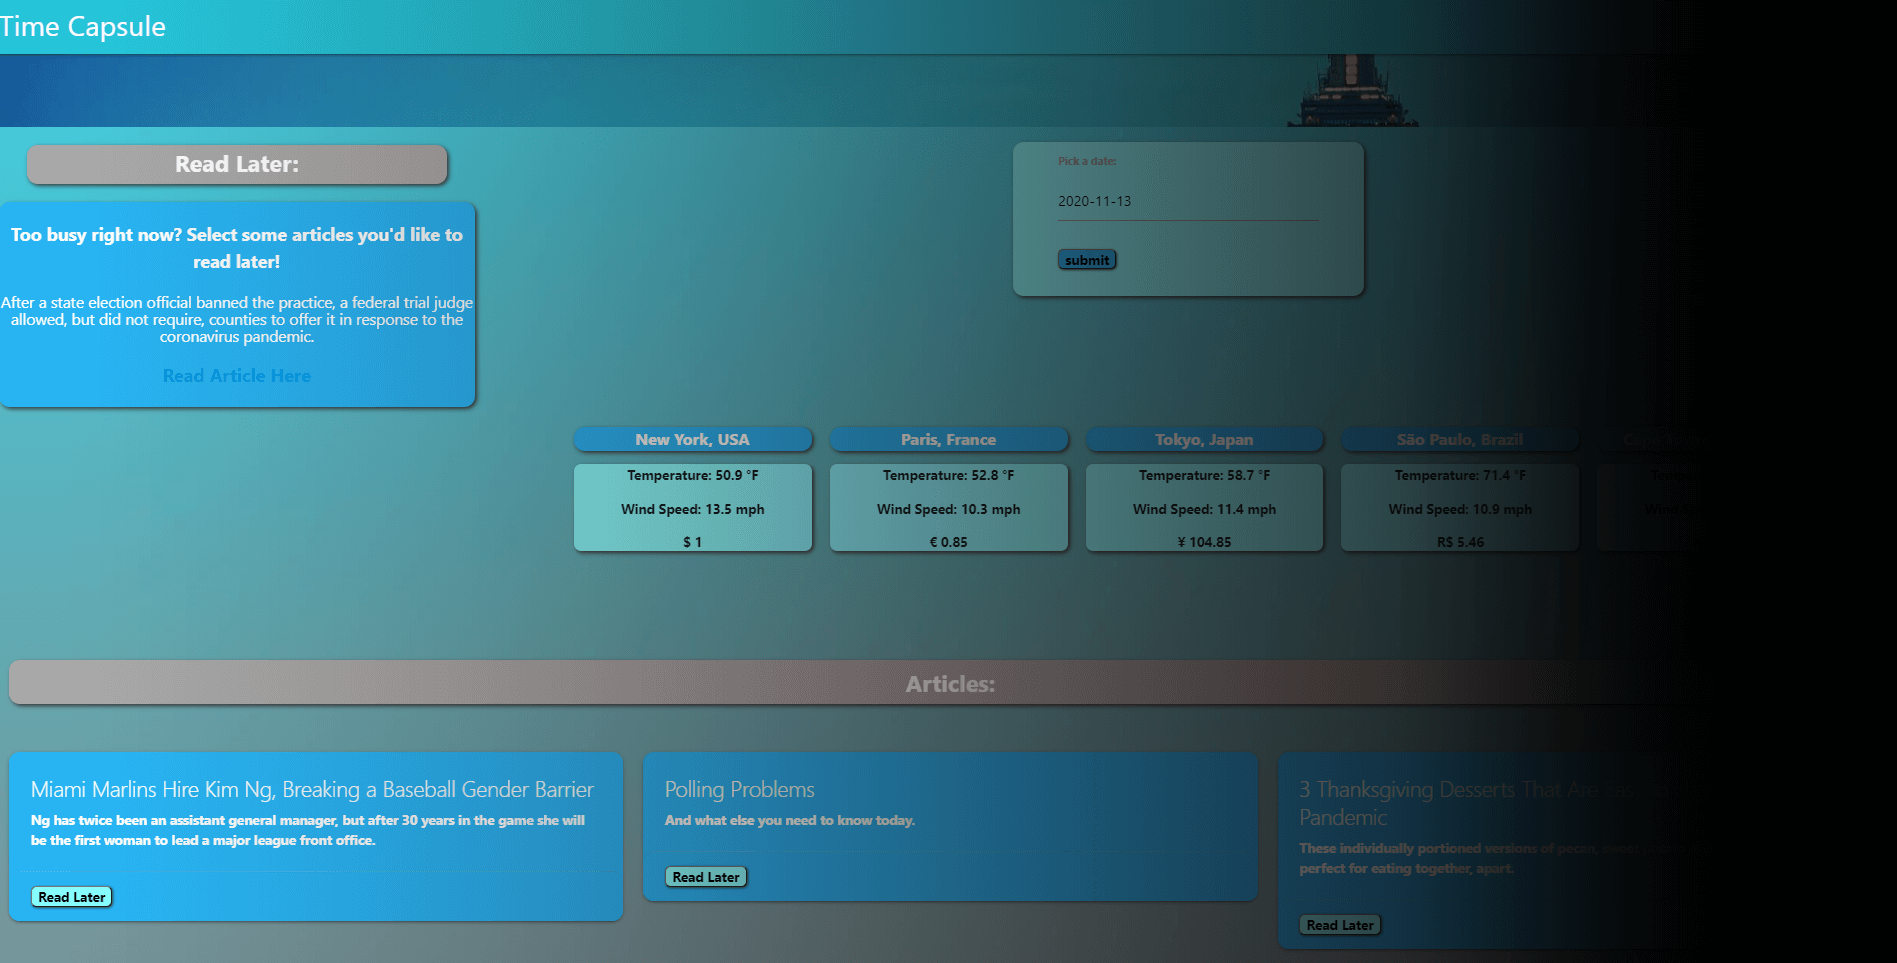 Time Capsule
Read Later:
Too busy right now? Select some articles you'd like to
read later!
After a state election official banned the practice, a federal trial judge
allowed, but did not require, counties to offer it in response to the
coronavirus pandemic.
Read Article Here
Pick a date:
2020-11-13
submit
New York, USA
Temperature: 50.9 °F
Wind Speed: 13.5 mph
$ 1
Paris, France
Temperature: 52.8 °F
Wind Speed: 10.3 mph
€ 0.85
Tokyo, Japan
Temperature: 58.7 °F
Wind Speed: 11.4 mph
¥ 104.85
São Paulo, Brazil
Temperature: 71.4 °F
Wind Speed: 10.9 mph
R$ 5.46
Articles:
Miami Marlins Hire Kim Ng, Breaking a Baseball Gender Barrier
Ng has twice been an assistant general manager, but after 30 years in the game she will
be the first woman to lead a major league front office.
Read Later
Polling Problems
And what else you need to know today.
Read Later
3 Thanksgiving Desserts That Are
Pandemic
These individually portioned versions of pecan,
perfect for eating together, apart.
Read Later